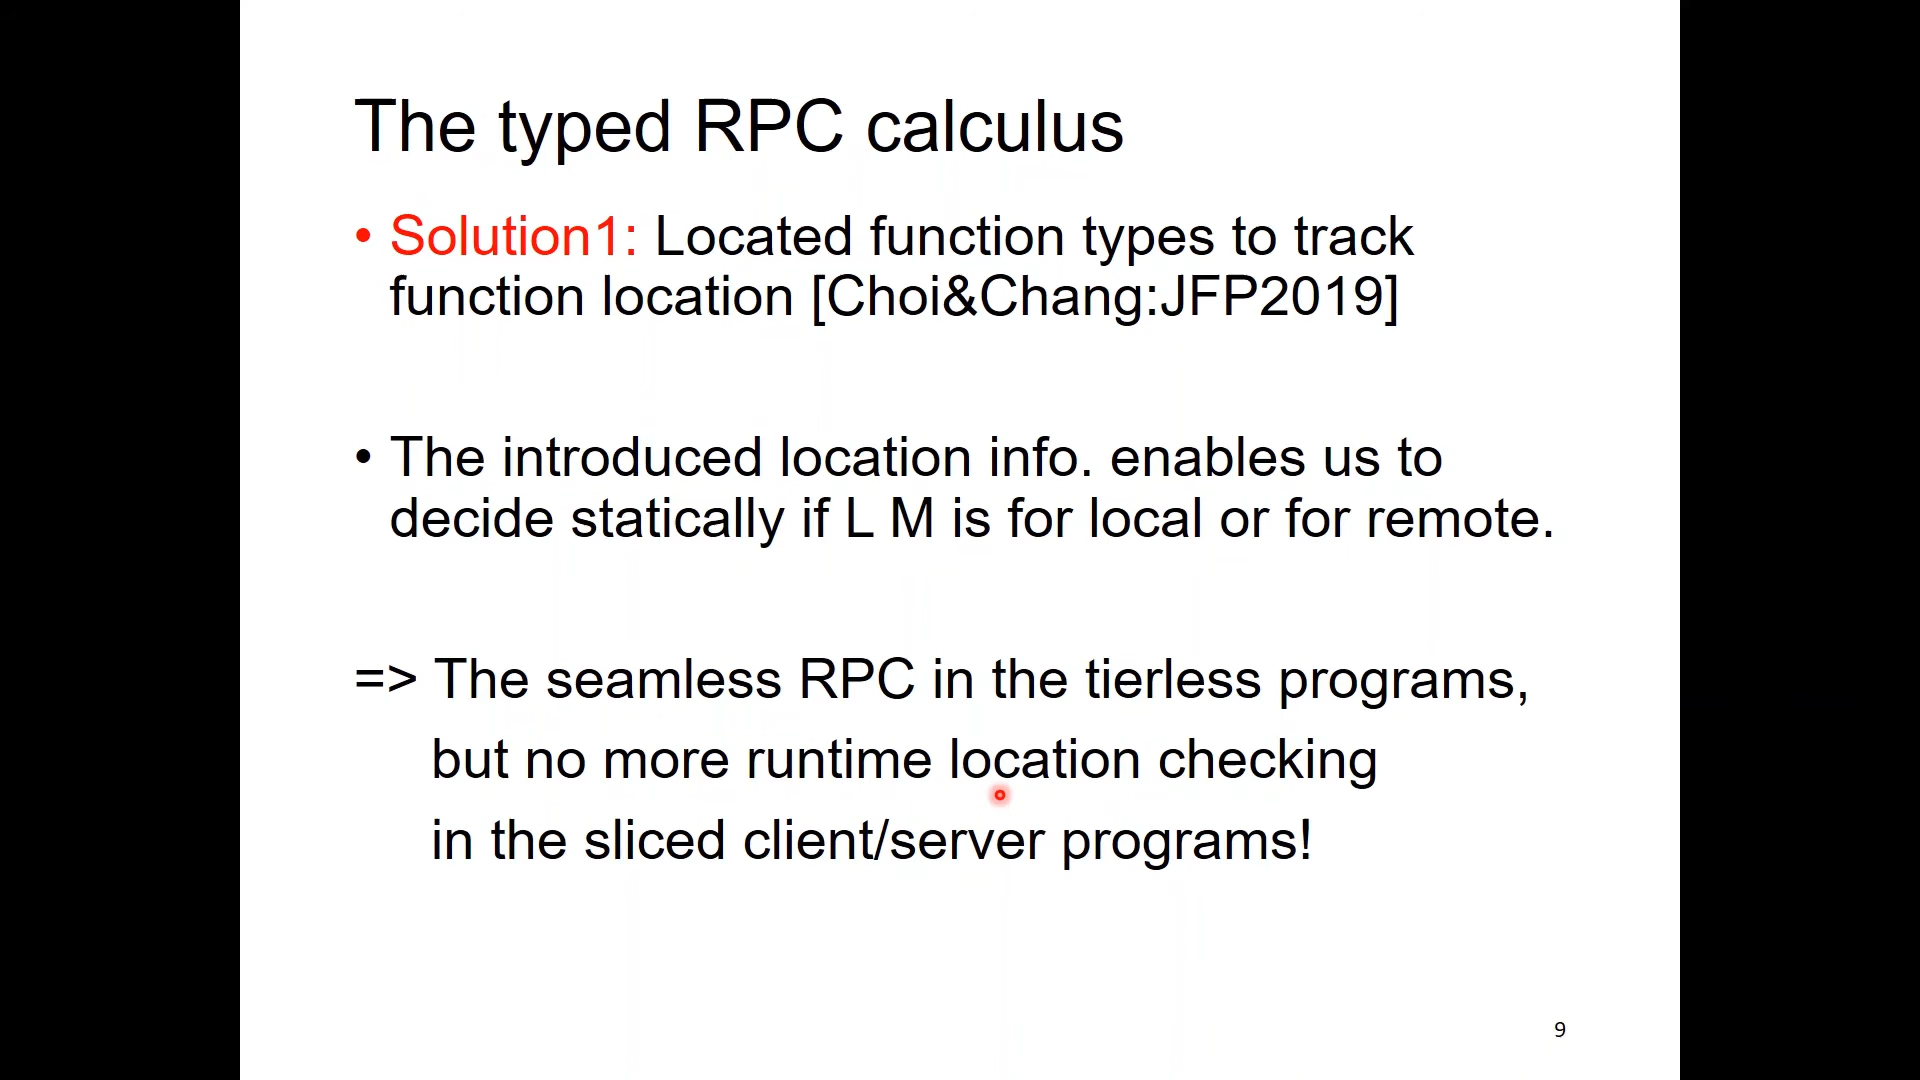 The typed RPC calculus
• Solution1: Located function types to track
function location [Choi&Chang:JFP2019]
• The introduced location info. enables us to
decide statically if L M is for local or for remote.
=> The seamless RPC in the tierless programs,
but no more runtime location checking
in the sliced client/server programs!
9